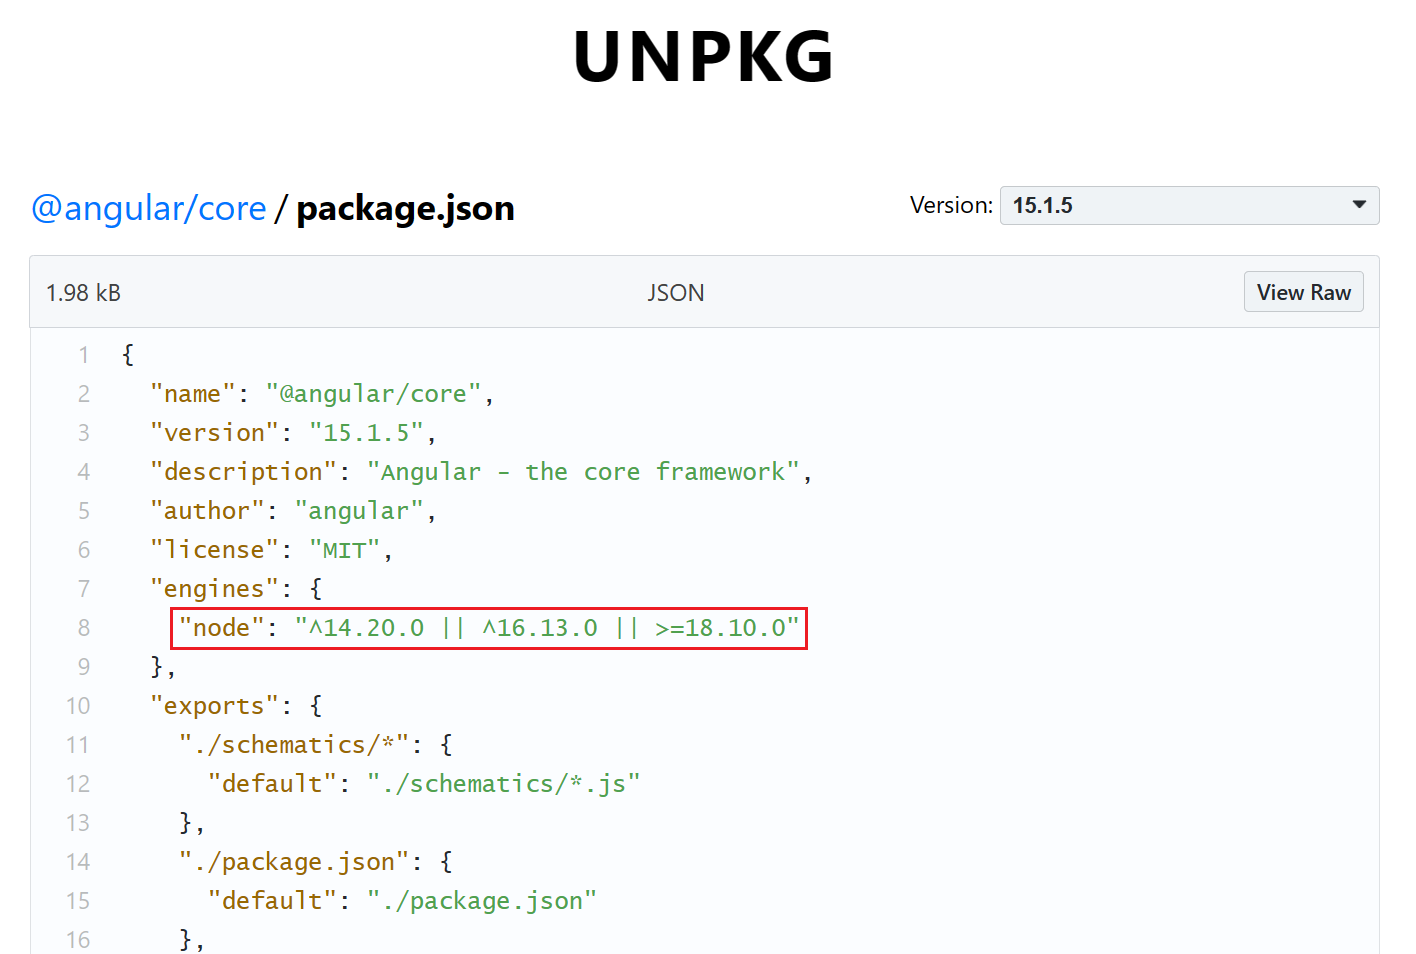 UNPKG
@angular/core / package.json
Version: 15.1.5
1.98 kB JSON View Raw
1 {
2 "name": "@angular/core",
3 "version": "15.1.5",
4 "description": "Angular - the core framework",
5 "author": "angular",
6 "license": "MIT",
7 "engines": {
8 "node": "^14.20.0 || ^16.13.0 || >=18.10.0"
9 },
10 "exports": {
11 "./schematics/*": {
12 "default": "./schematics/*.js"
13 },
14 "./package.json": {
15 "default": "./package.json"
16 },